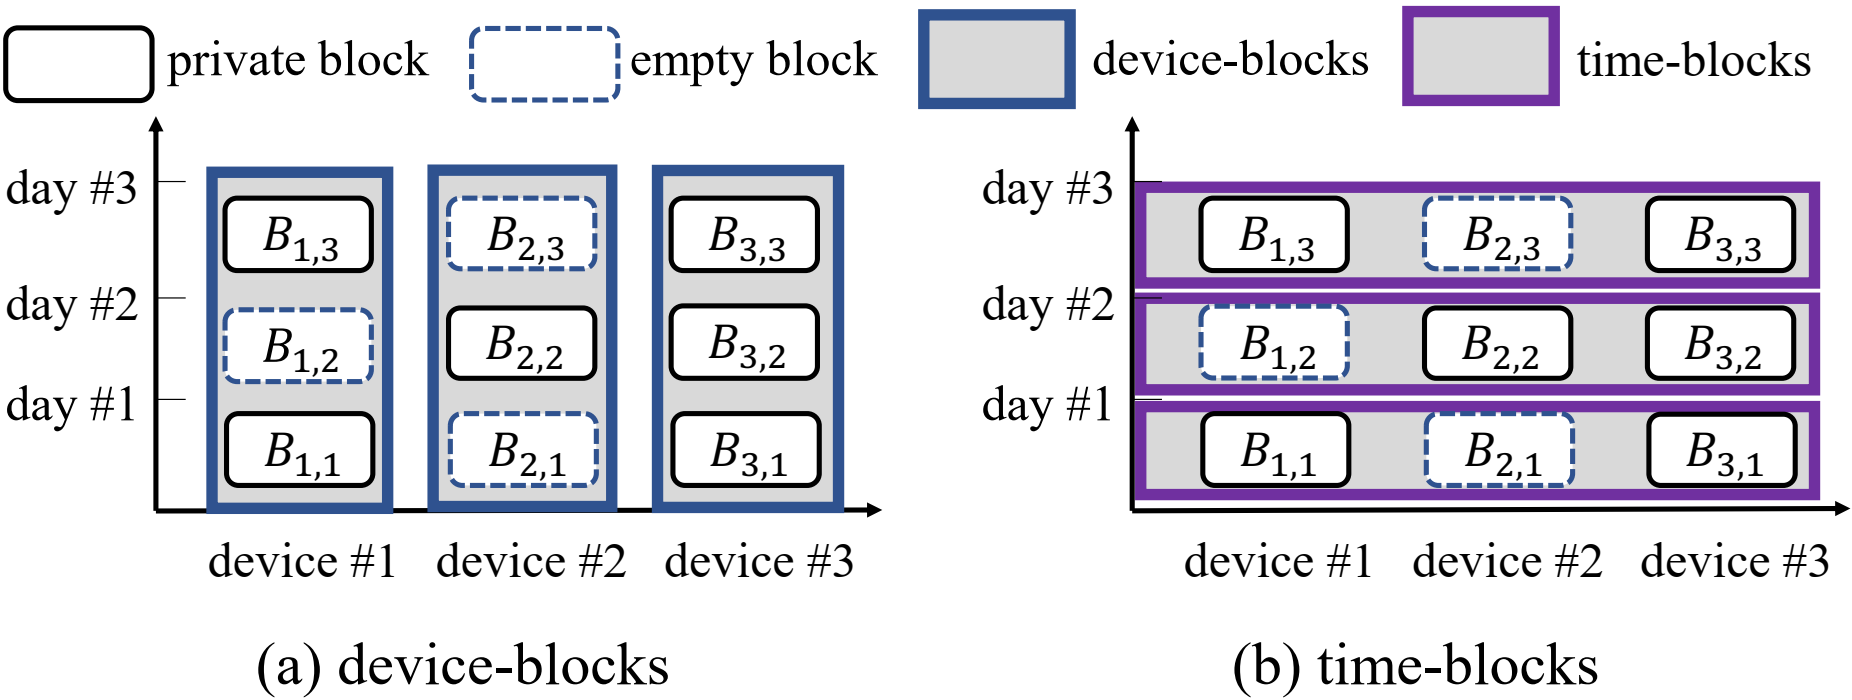 private block empty block device-blocks time-blocks
day #3
B1,3 B2,3 B3,3
day #2
B1,2 B2,2 B3,2
day #1
B1,1 B2,1 B3,1
device #1 device #2 device #3
(a) device-blocks
day #3
B1,3 B2,3 B3,3
day #2
B1,2 B2,2 B3,2
day #1
B1,1 B2,1 B3,1
device #1 device #2 device #3
(b) time-blocks